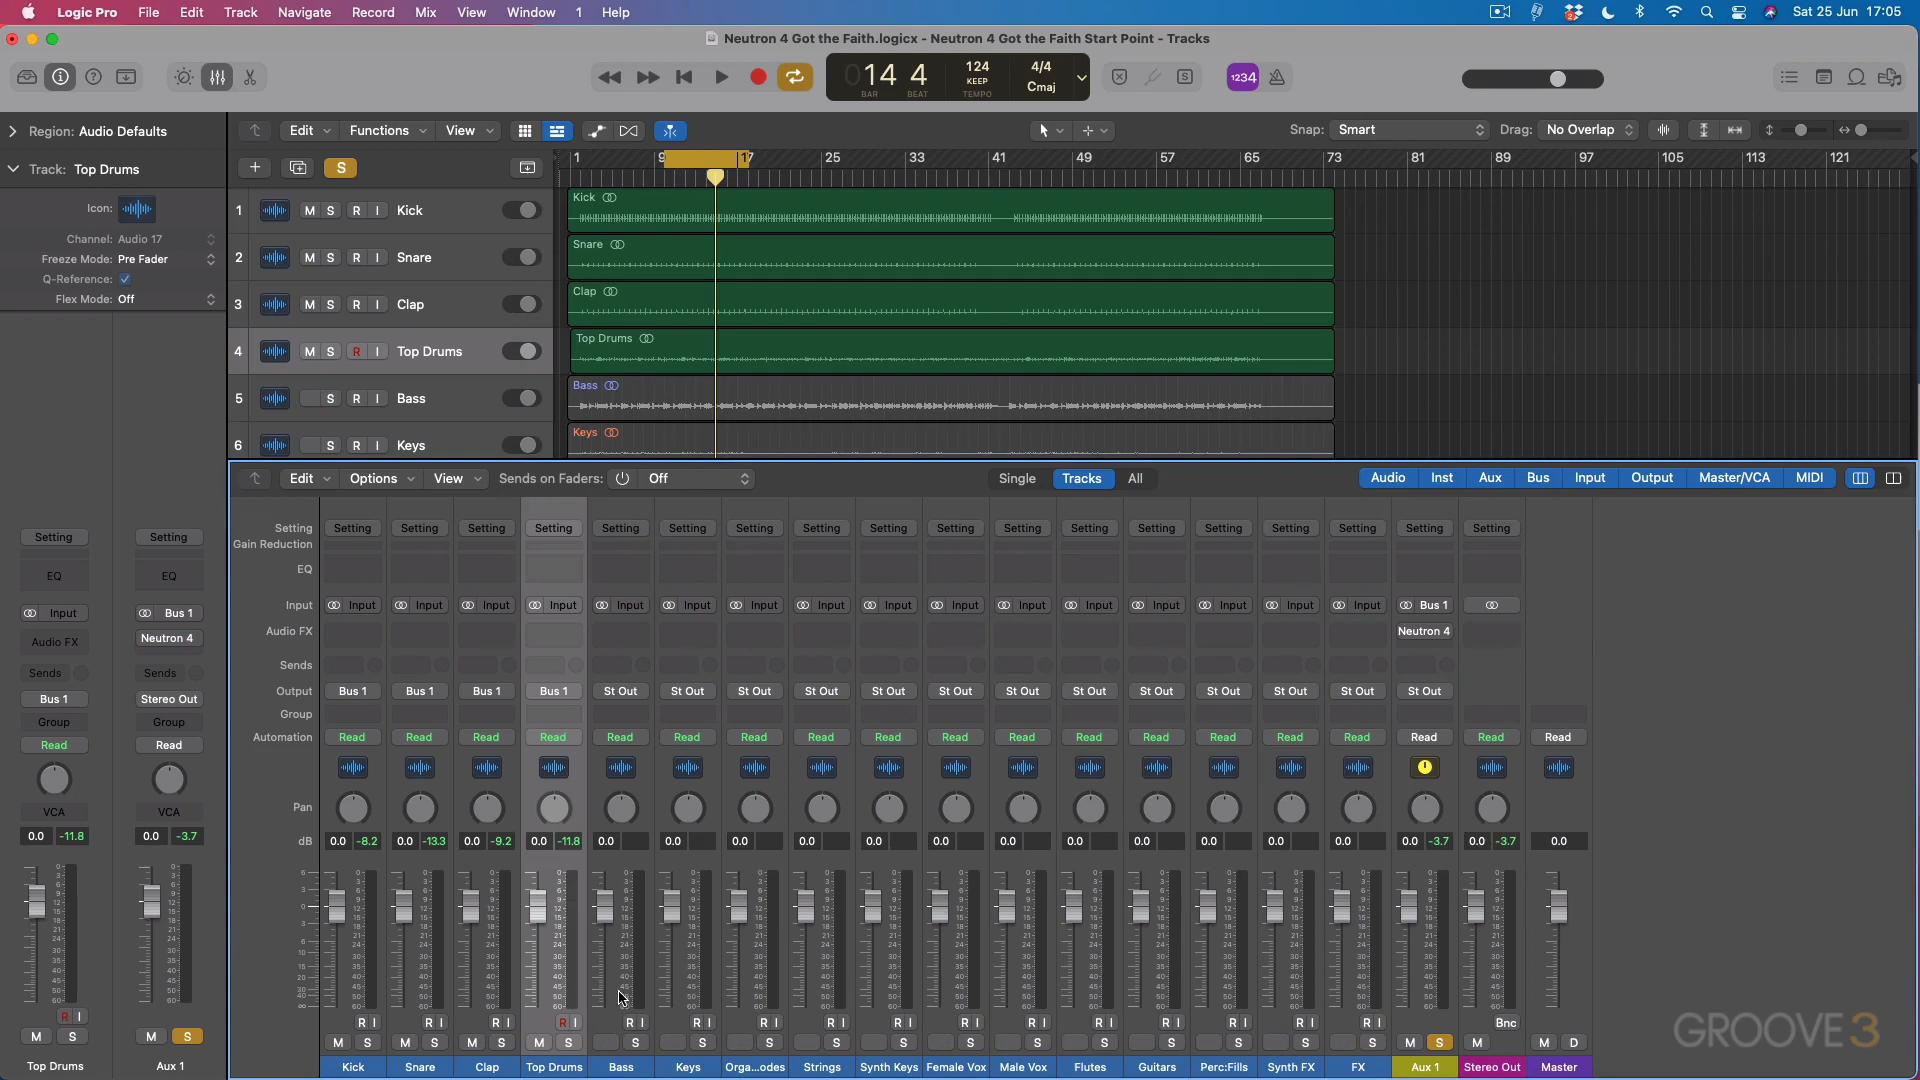 Logic Pro File Edit Track Navigate Record Mix View Window 1 Help Sat 25 Jun 17:05
Neutron 4 Got the Faith.logicx - Neutron 4 Got the Faith Start Point - Tracks
014 4 124 KEEP 4/4 Cmaj 1234
BAR BEAT TEMPO
Region: Audio Defaults Edit Functions View Snap: Smart Drag: No Overlap
Track: Top Drums S 1 9 17 25 33 41 49 57 65 73 81 89 97 105 113 121
Icon:
1 M S R I Kick Kick
Channel: Audio 17
Freeze Mode: Pre Fader
2 M S R I Snare Snare
Q-Reference:
Flex Mode: Off
3 M S R I Clap Clap
4 M S R I Top Drums Top Drums
5 S R I Bass Bass
6 S R I Keys Keys
Edit Options View Sends on Faders: Off Single Tracks All Audio Inst Aux Bus Input Output Master/VCA MIDI
Setting Setting Setting Setting Setting Setting Setting Setting Setting Setting Setting Setting Setting Setting Setting Setting Setting Setting Setting
Gain Reduction
EQ
Input Input Input Input Input Input Input Input Input Input Input Input Input Input Input Input Input Bus 1
Audio FX Neutron 4
Sends
Output Bus 1 Bus 1 Bus 1 Bus 1 St Out St Out St Out St Out St Out St Out St Out St Out St Out St Out St Out St Out St Out
Group
Automation Read Read Read Read Read Read Read Read Read Read Read Read Read Read Read Read Read Read Read
Pan
dB 0.0 -8.2 0.0 -13.3 0.0 -9.2 0.0 -11.8 0.0 0.0 0.0 0.0 0.0 0.0 0.0 0.0 0.0 0.0 0.0 0.0 0.0 -3.7 0.0 -3.7 0.0
R I R I R I R I R I R I R I R I R I R I R I R I R I R I R I R I Bnc
M S M S M S M S S S S S S S S S S S S S M S M M D
Kick Snare Clap Top Drums Bass Keys Orga...odes Strings Synth Keys Female Vox Male Vox Flutes Guitars Perc:Fills Synth FX FX Aux 1 Stereo Out Master
Setting Setting
EQ EQ
Input Bus 1
Audio FX Neutron 4
Sends Sends
Bus 1 Stereo Out
Group Group
Read Read
VCA VCA
0.0 -11.8 0.0 -3.7
R I
M S M S
Top Drums Aux 1
GROOVE3